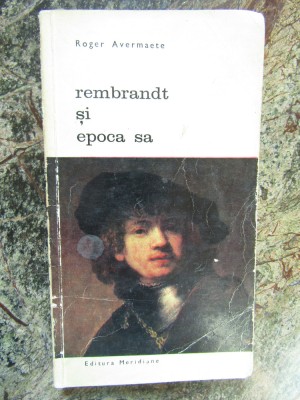 Roger Avermaete
rembrandt
și
epoca sa
Editura Meridiane